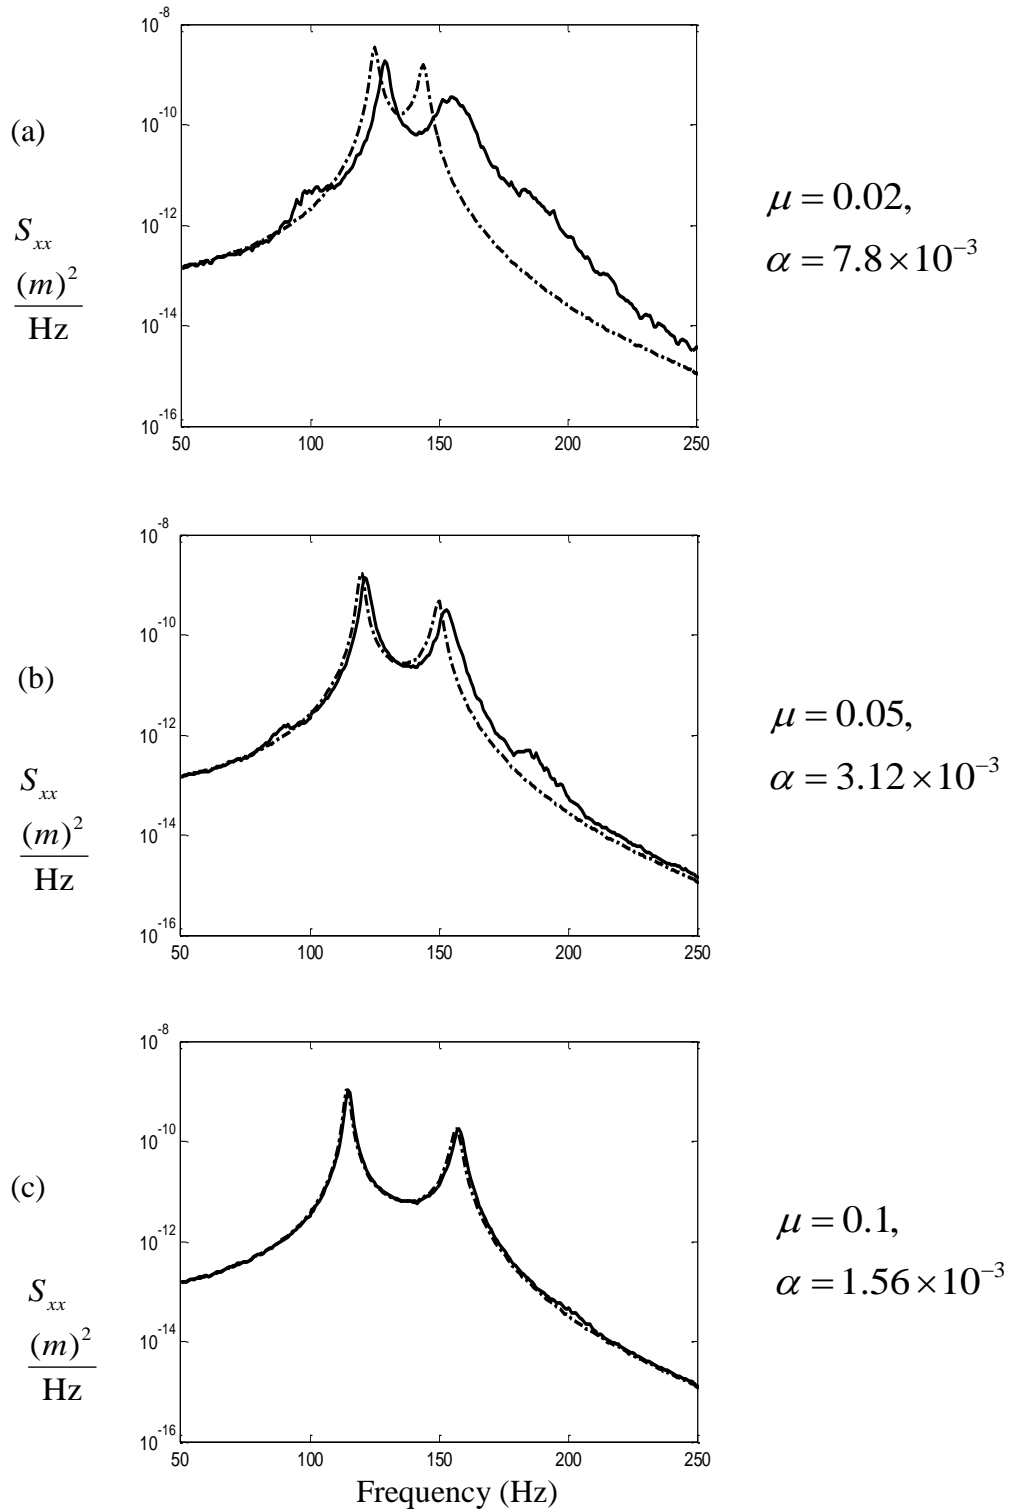 (a)
S_xx
(m)^2
Hz
10^-8
10^-10
10^-12
10^-14
10^-16
50 100 150 200 250
μ = 0.02,
α = 7.8×10^−3
(b)
S_xx
(m)^2
Hz
10^-8
10^-10
10^-12
10^-14
10^-16
50 100 150 200 250
μ = 0.05,
α = 3.12×10^−3
(c)
S_xx
(m)^2
Hz
10^-8
10^-10
10^-12
10^-14
10^-16
50 100 150 200 250
Frequency (Hz)
μ = 0.1,
α = 1.56×10^−3